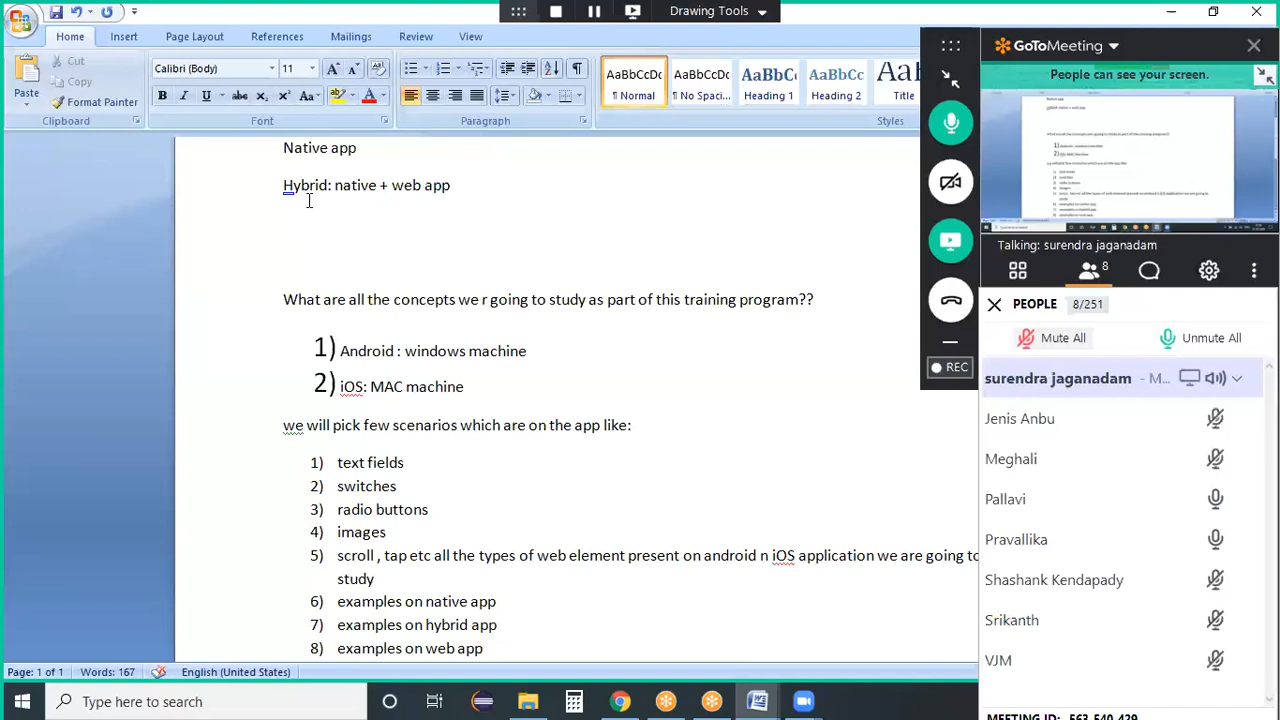 Drawing Tools
Home Insert Page Layout References Mailings Review View
Paste
Cut
Copy
Format Painter
Clipboard
Calibri (Body) 11
Font
Paragraph
AaBbCcDc
Normal
AaBbCcDc
No Spaci...
AaBbCc
Heading 1
AaBbCc
Heading 2
Title
Styles
Native app
Hybrid: native + web app
What are all the concepts we r going to study as part of this training program??
1) Android : windows machine
2) iOS: MAC machine
we ill pick few scenarios which are on the app like:
1) text fields
2) switches
3) radio buttons
4) images
5) scroll , tap etc all the types of web element present on android n iOS application we are going to
study
6) examples on native app
7) examples on hybrid app
8) examples on web app
Page: 1 of 1 Words: 167 English (United States)
Type here to search
REC
GoToMeeting
People can see your screen.
Talking: surendra jaganadam
8
PEOPLE 8/251
Mute All Unmute All
surendra jaganadam - M...
Jenis Anbu
Meghali
Pallavi
Pravallika
Shashank Kendapady
Srikanth
VJM
MEETING ID: 563-540-429